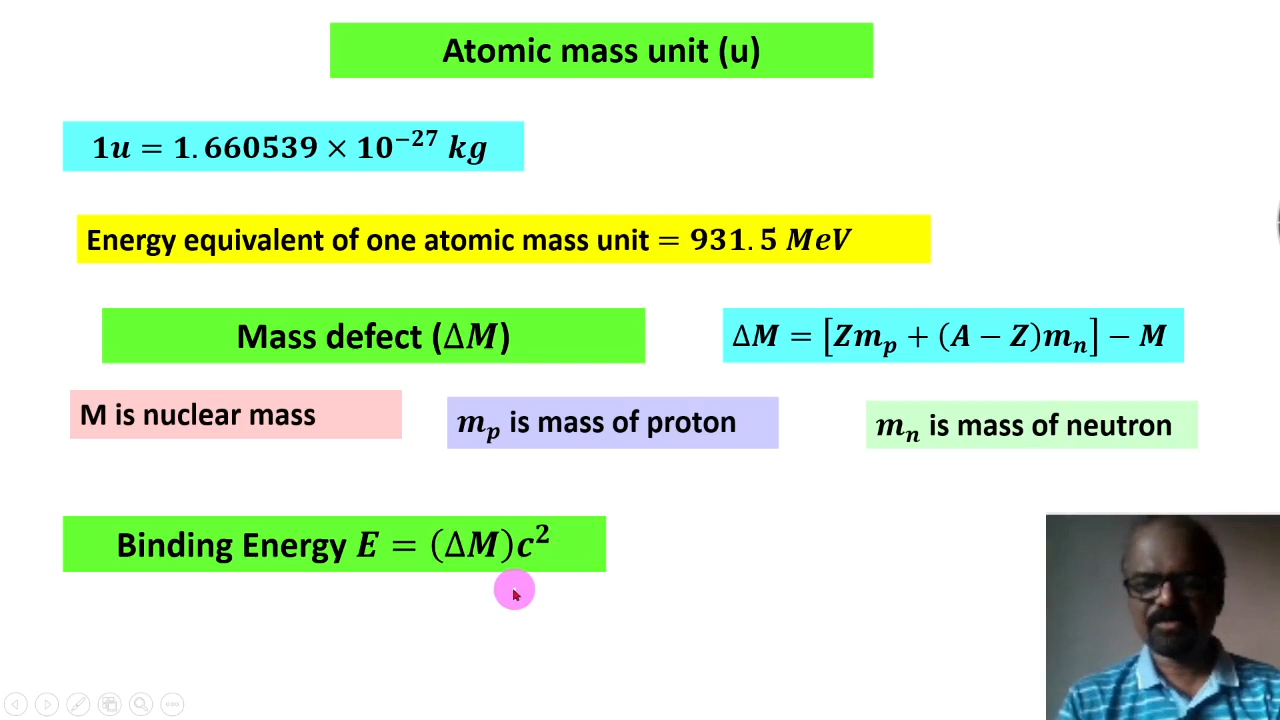 Atomic mass unit (u)
1u = 1.660539 × 10⁻²⁷ kg
Energy equivalent of one atomic mass unit = 931.5 MeV
Mass defect (ΔM)
ΔM = [Zmₚ + (A − Z)mₙ] − M
M is nuclear mass
mₚ is mass of proton
mₙ is mass of neutron
Binding Energy E = (ΔM)c²